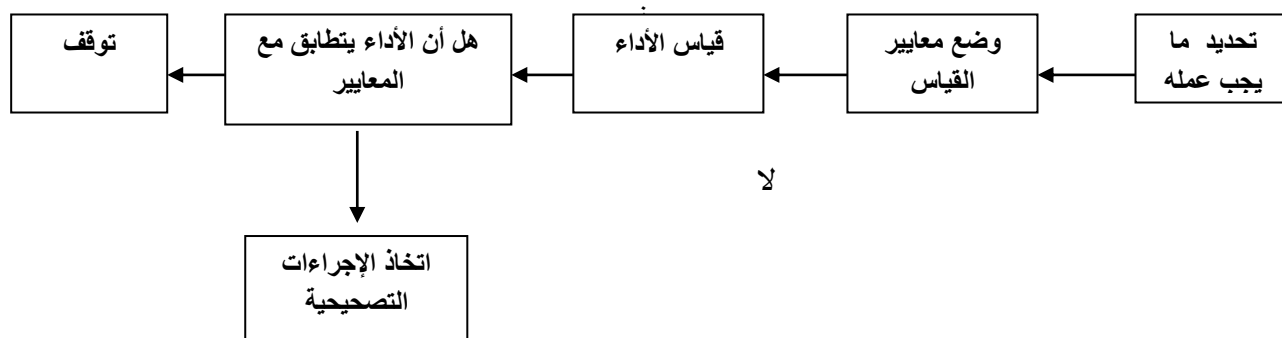 تحديد ما
يجب عمله
وضع معايير
القياس
قياس الأداء
هل أن الأداء يتطابق مع
المعايير
توقف
لا
اتخاذ الإجراءات
التصحيحية